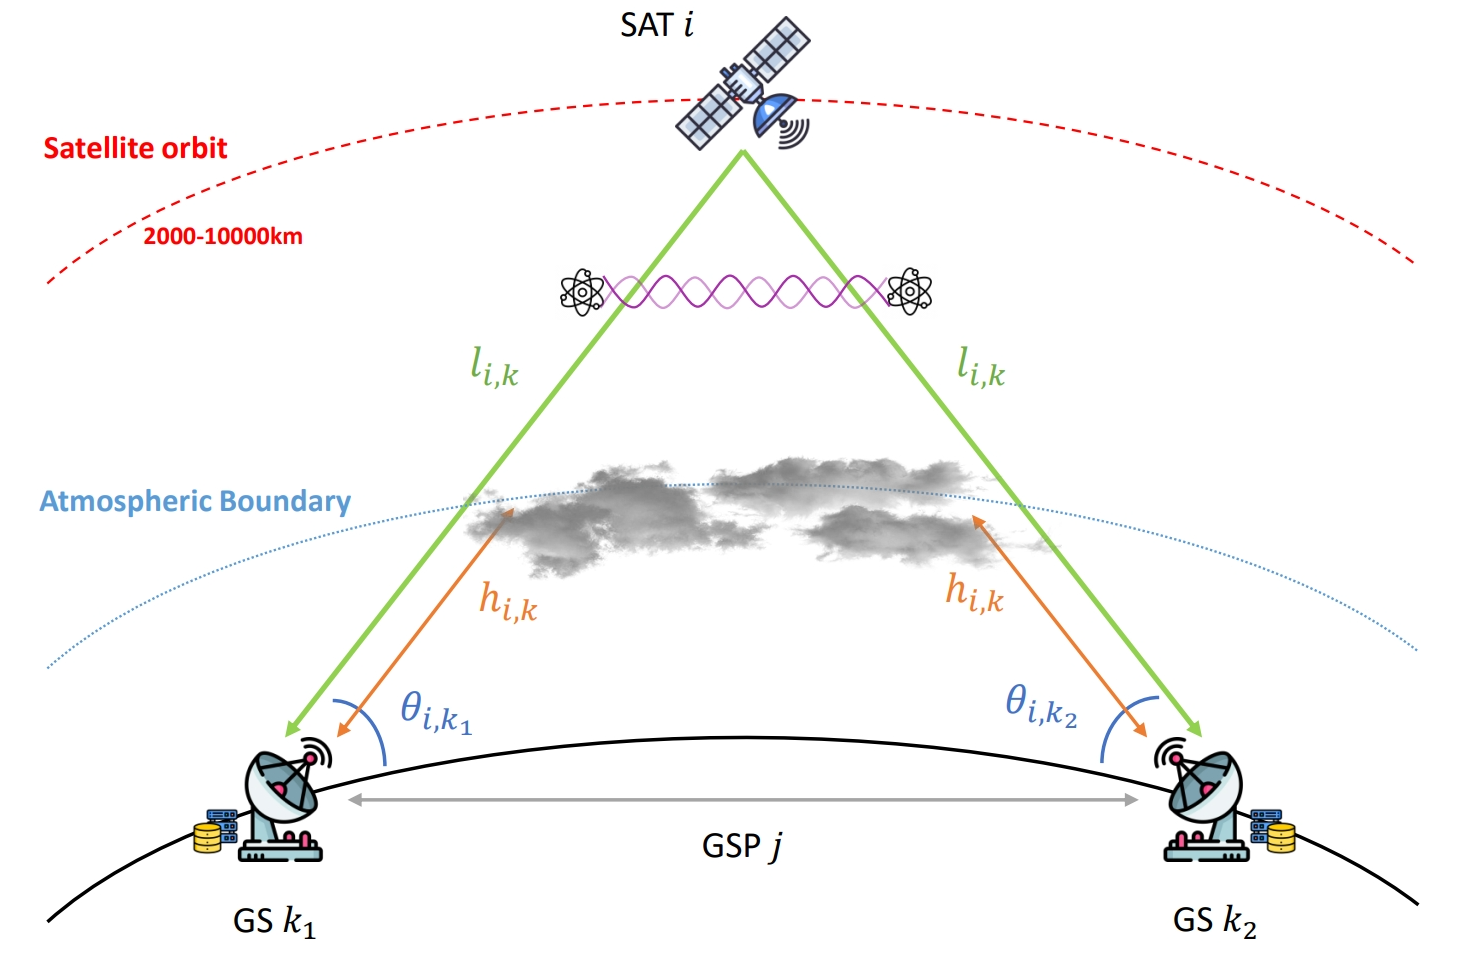 SAT i
Satellite orbit
2000-10000km
l_{i,k}
l_{i,k}
Atmospheric Boundary
h_{i,k}
h_{i,k}
θ_{i,k_1}
θ_{i,k_2}
GSP j
GS k_1
GS k_2